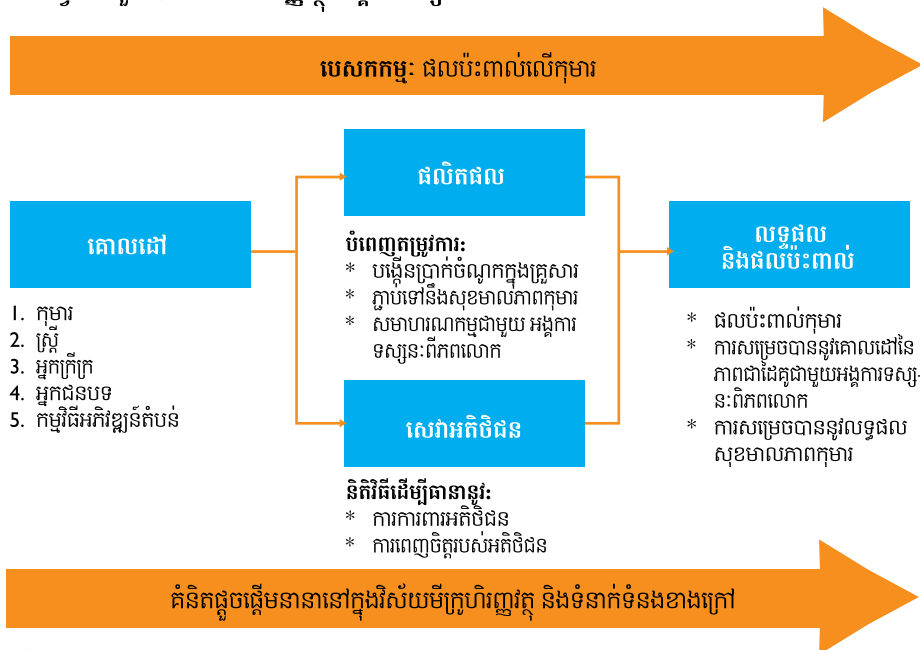 បេសកកម្ម: ផលប៉ះពាល់លើកុមារ
ផលិតផល
គោលដៅ
លទ្ធផល
និងផលប៉ះពាល់
បំពេញតម្រូវការ:
* បង្កើនប្រាក់ចំណូកក្នុងគ្រួសារ
* ភ្ជាប់ទៅនឹងសុខមាលភាពកុមារ
* សមាហរណកម្មជាមួយ អង្គការ
ទស្សនៈពីភពលោក
1. កុមារ
2. ស្ត្រី
3. អ្នកក្រីក្រ
4. អ្នកជនបទ
5. កម្មវិធីអភិវឌ្ឍន៍តំបន់
* ផលប៉ះពាល់កុមារ
* ការសម្រេចបាននូវគោលដៅនៃ
ភាពជាដៃគូជាមួយអង្គការទស្ស-
នៈពិភពលោក
* ការសម្រេចបាននូវលទ្ធផល
សុខមាលភាពកុមារ
សេវាអតិថិជន
និតិវិធីដើម្បីធានានូវ:
* ការការពារអតិថិជន
* ការពេញចិត្តរបស់អតិថិជន
គំនិតផ្តួចផ្តើមនានានៅក្នុងវិស័យមីក្រូហិរញ្ញវត្ថុ និងទំនាក់ទំនងខាងក្រៅ